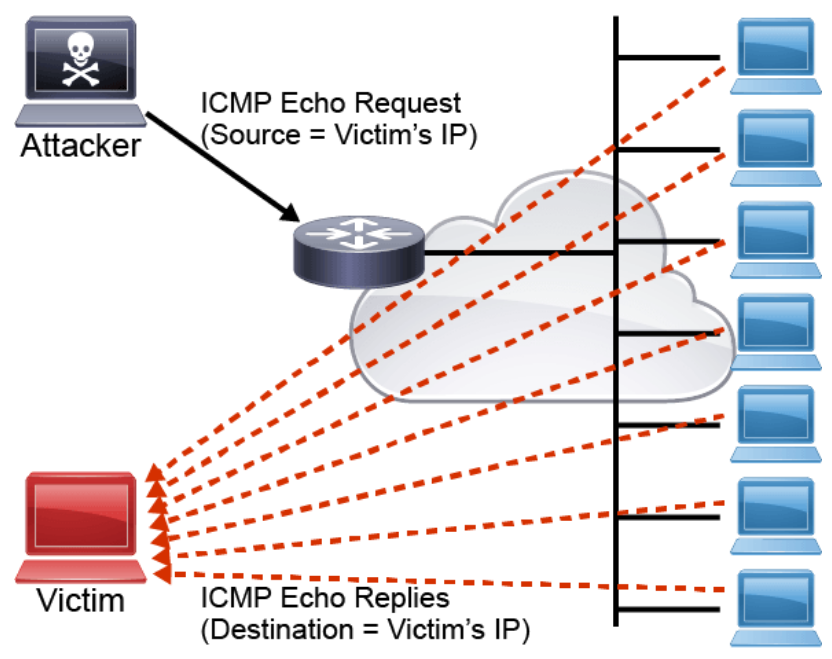 Attacker
ICMP Echo Request
(Source = Victim's IP)
Victim
ICMP Echo Replies
(Destination = Victim's IP)